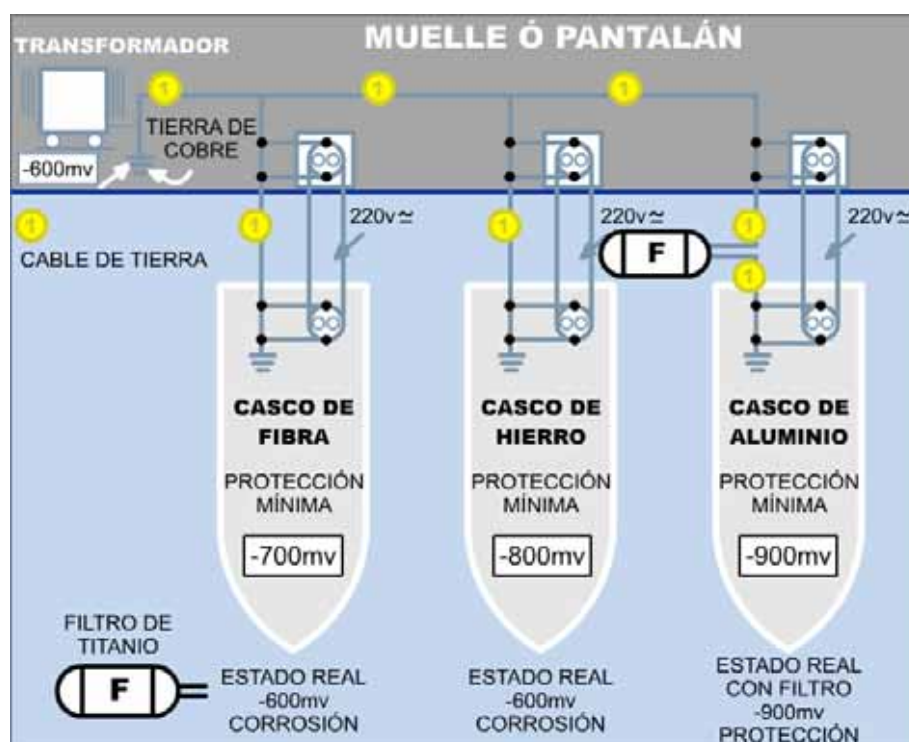 MUELLE Ó PANTALÁN
TRANSFORMADOR
1
1
1
TIERRA DE
COBRE
-600mv
1
CABLE DE TIERRA
1
220v≃
1
220v≃
F
1
1
220v≃
CASCO DE
FIBRA
PROTECCIÓN
MÍNIMA
-700mv
CASCO DE
HIERRO
PROTECCIÓN
MÍNIMA
-800mv
CASCO DE
ALUMINIO
PROTECCIÓN
MÍNIMA
-900mv
FILTRO DE
TITANIO
F
ESTADO REAL
-600mv
CORROSIÓN
ESTADO REAL
-600mv
CORROSIÓN
ESTADO REAL
CON FILTRO
-900mv
PROTECCIÓN